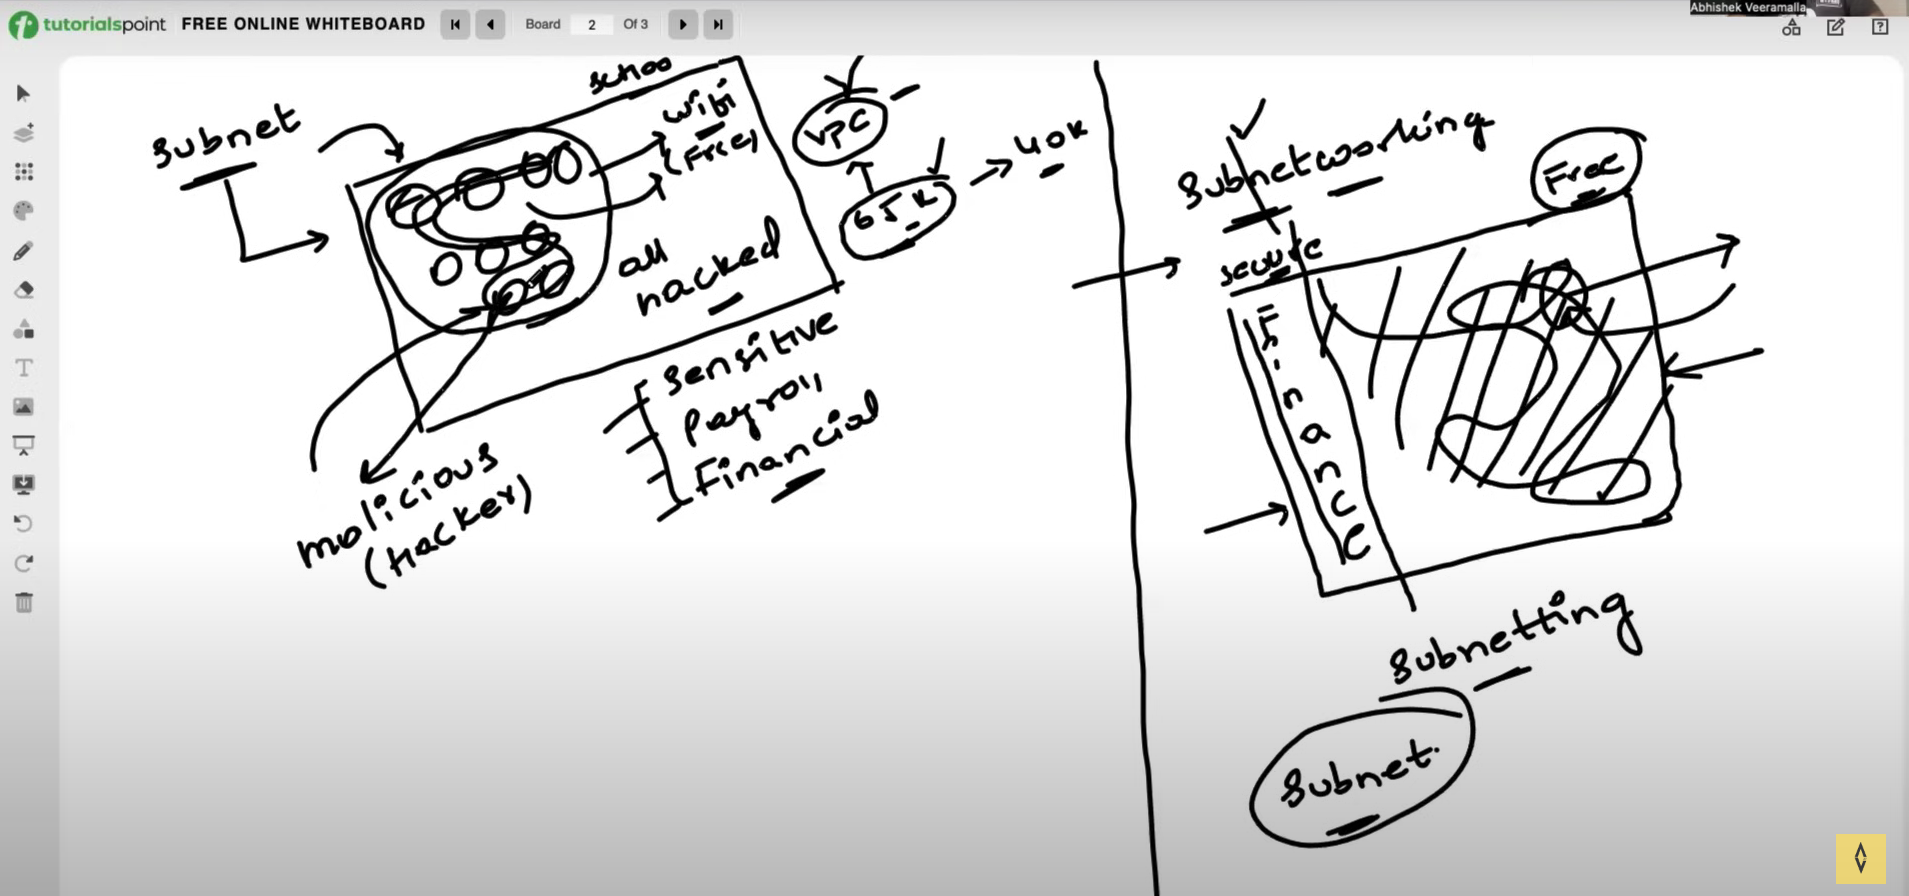 Abhishek Veeramalla
tutorialspoint FREE ONLINE WHITEBOARD Board 2 Of 3
Subnet
schoo
wifi
(Free)
VPC
65K
40K
all
hacked
malicious
(Hacker)
Sensitive
Payroll
Financial
Subnetworking
Free
secure
Finance
Subnetting
Subnet.